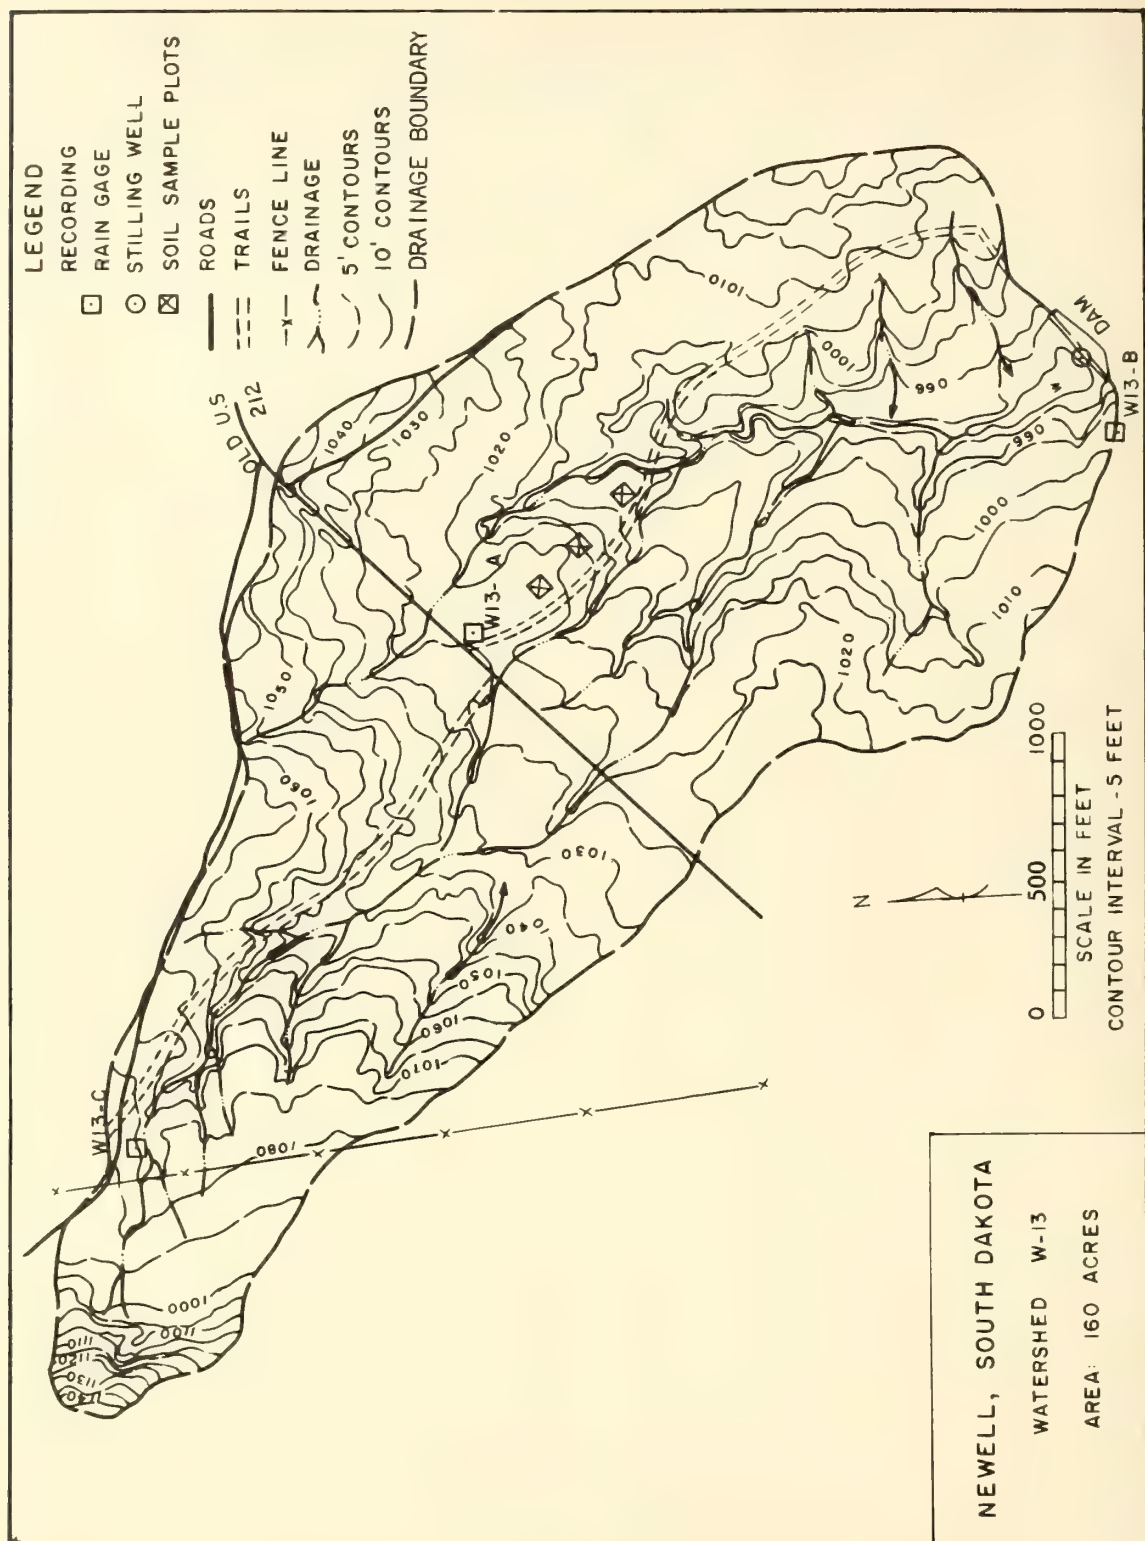 LEGEND
RECORDING
RAIN GAGE
STILLING WELL
SOIL SAMPLE PLOTS
ROADS
TRAILS
FENCE LINE
DRAINAGE
5' CONTOURS
10' CONTOURS
DRAINAGE BOUNDARY
OLD U.S
212
1040
1030
1020
1010
1000
990
DAM
W13-B
990
1000
1010
1020
W13-A
1050
1060
1030
040
1050
1060
1070
W13-C
1080
1000
1100
1110
1120
1130
N
0 500 1000
SCALE IN FEET
CONTOUR INTERVAL - 5 FEET
NEWELL, SOUTH DAKOTA
WATERSHED W-13
AREA: 160 ACRES